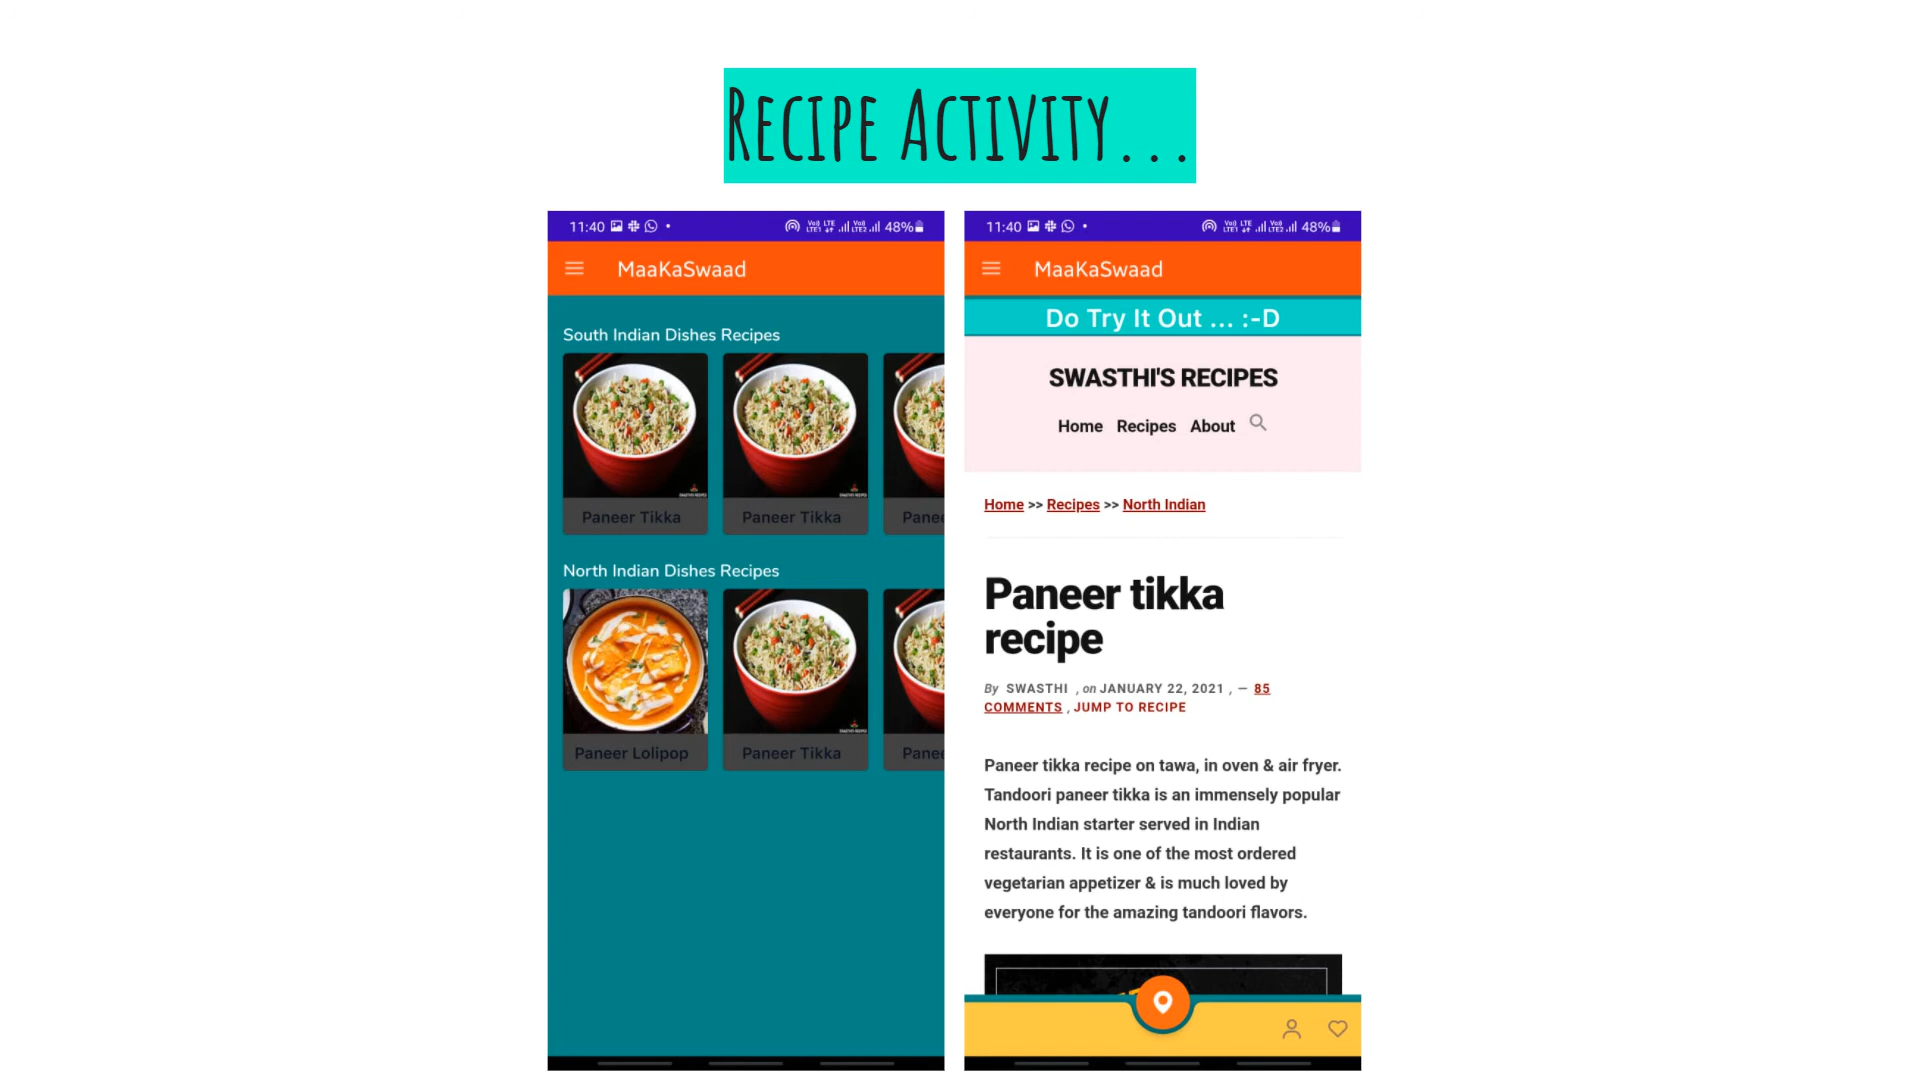 Recipe Activity...
11:40 48%
MaaKaSwaad
South Indian Dishes Recipes
Paneer Tikka Paneer Tikka Panee
North Indian Dishes Recipes
Paneer Lolipop Paneer Tikka Panee
11:40 48%
MaaKaSwaad
Do Try It Out ... :-D
SWASTHI'S RECIPES
Home Recipes About
Home >> Recipes >> North Indian
Paneer tikka
recipe
By SWASTHI , on JANUARY 22, 2021 , — 85
COMMENTS , JUMP TO RECIPE
Paneer tikka recipe on tawa, in oven & air fryer.
Tandoori paneer tikka is an immensely popular
North Indian starter served in Indian
restaurants. It is one of the most ordered
vegetarian appetizer & is much loved by
everyone for the amazing tandoori flavors.